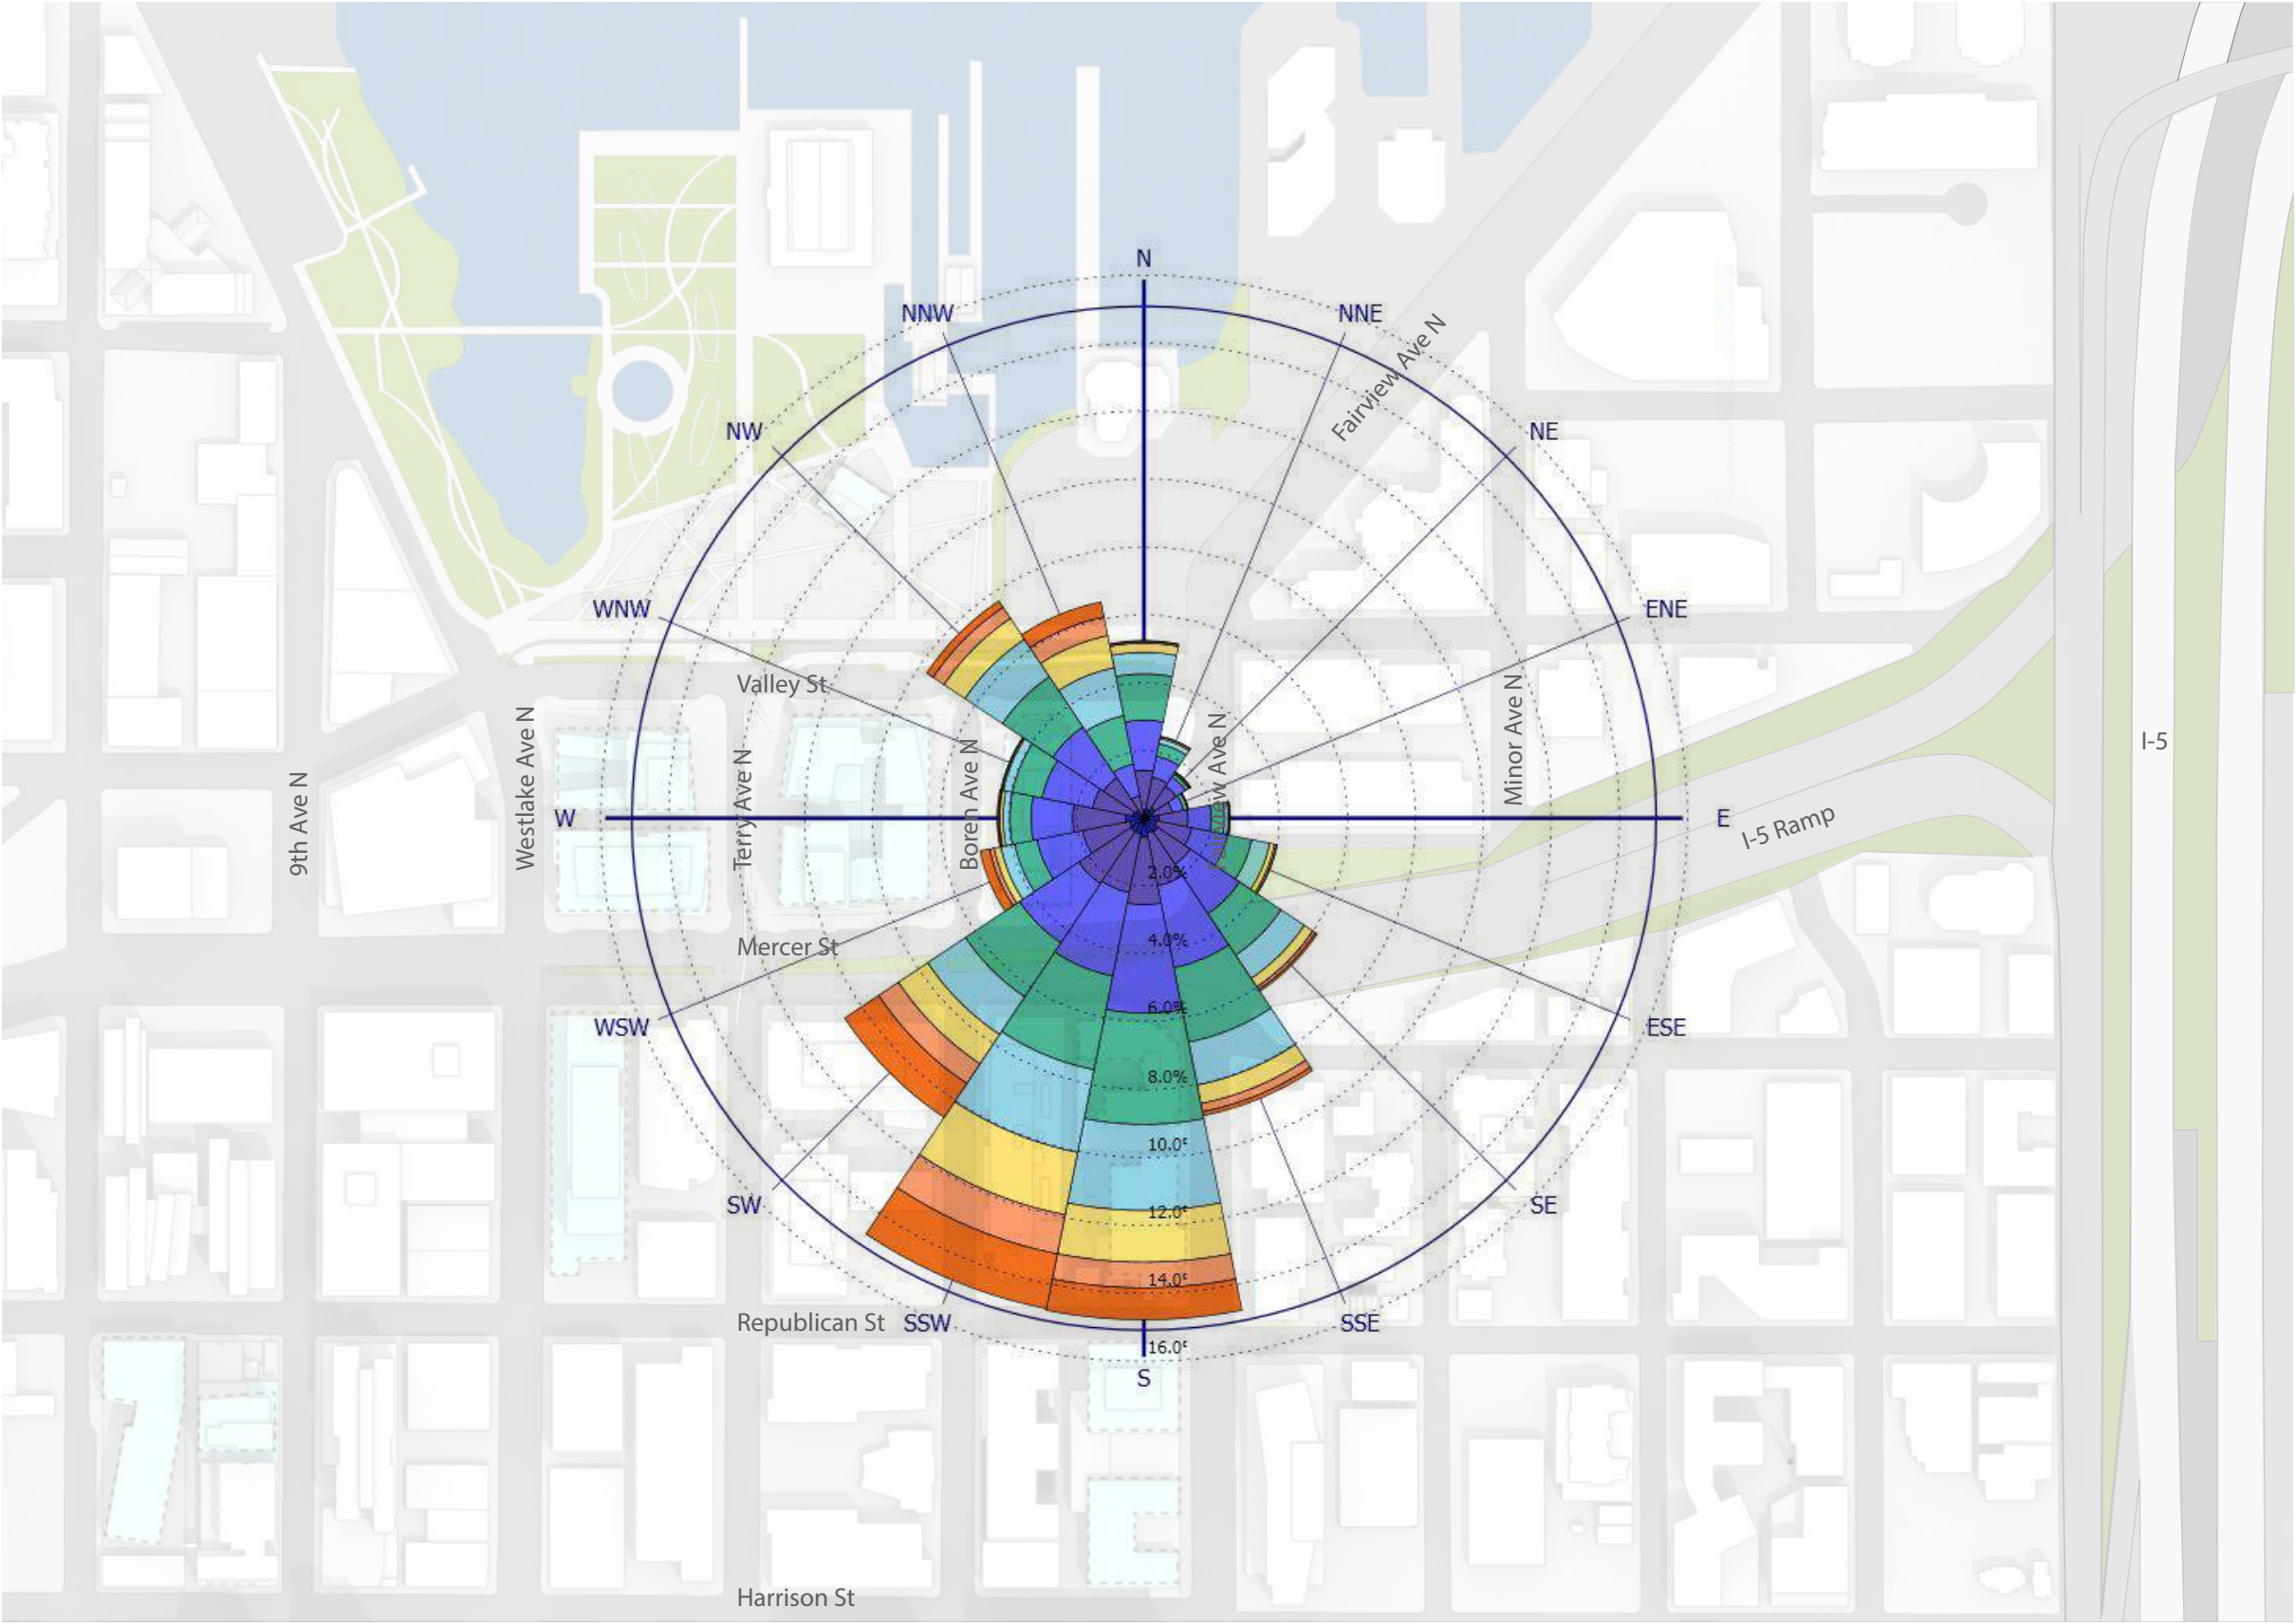 N
NNW
NNE
Fairview Ave N
NW
NE
WNW
ENE
Valley St
Minor Ave N
Westlake Ave N
Terry Ave N
Boren Ave N
9th Ave N
I-5
W
E
I-5 Ramp
2.0%
4.0%
Mercer St
6.0%
WSW
ESE
8.0%
10.0
12.0
SW
SE
14.0
Republican St
SSW
SSE
16.0
S
Harrison St